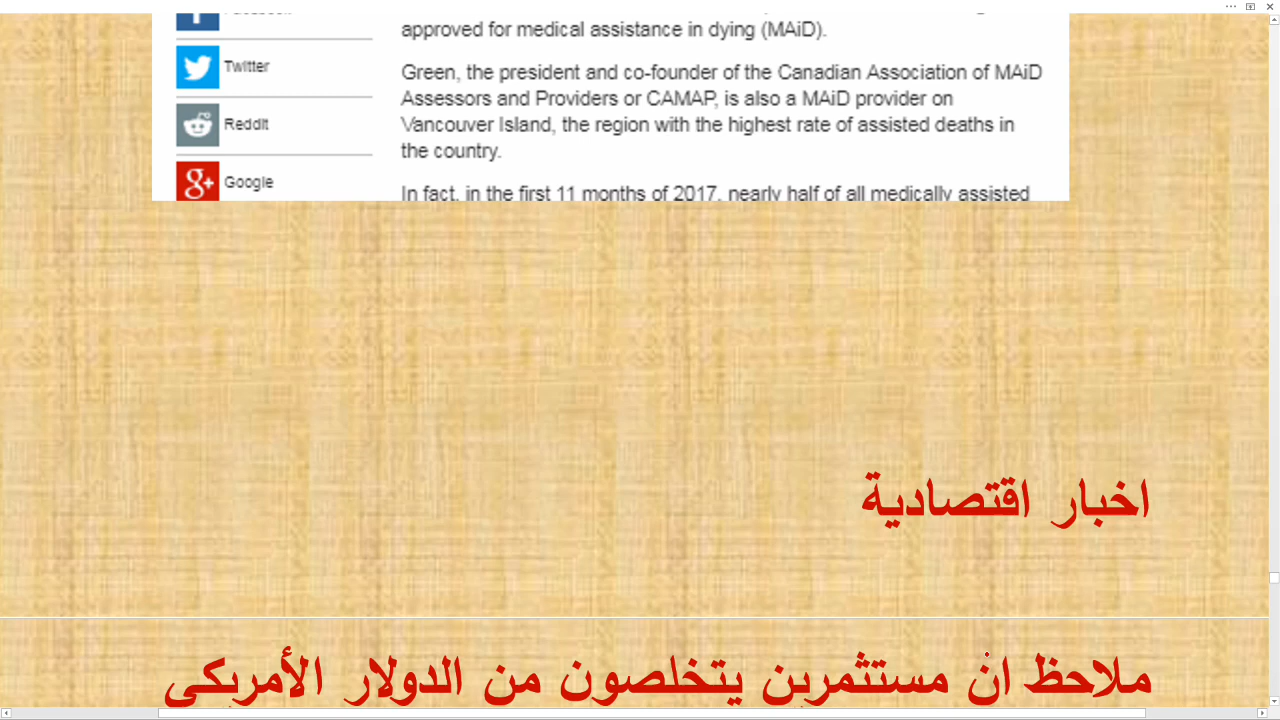 approved for medical assistance in dying (MAiD).
Twitter
Green, the president and co-founder of the Canadian Association of MAiD
Assessors and Providers or CAMAP, is also a MAiD provider on
Reddit
Vancouver Island, the region with the highest rate of assisted deaths in
the country.
Google
In fact, in the first 11 months of 2017, nearly half of all medically assisted
اخبار اقتصادية
ملاحظ ان مستثمرين يتخلصون من الدولار الأمريكي